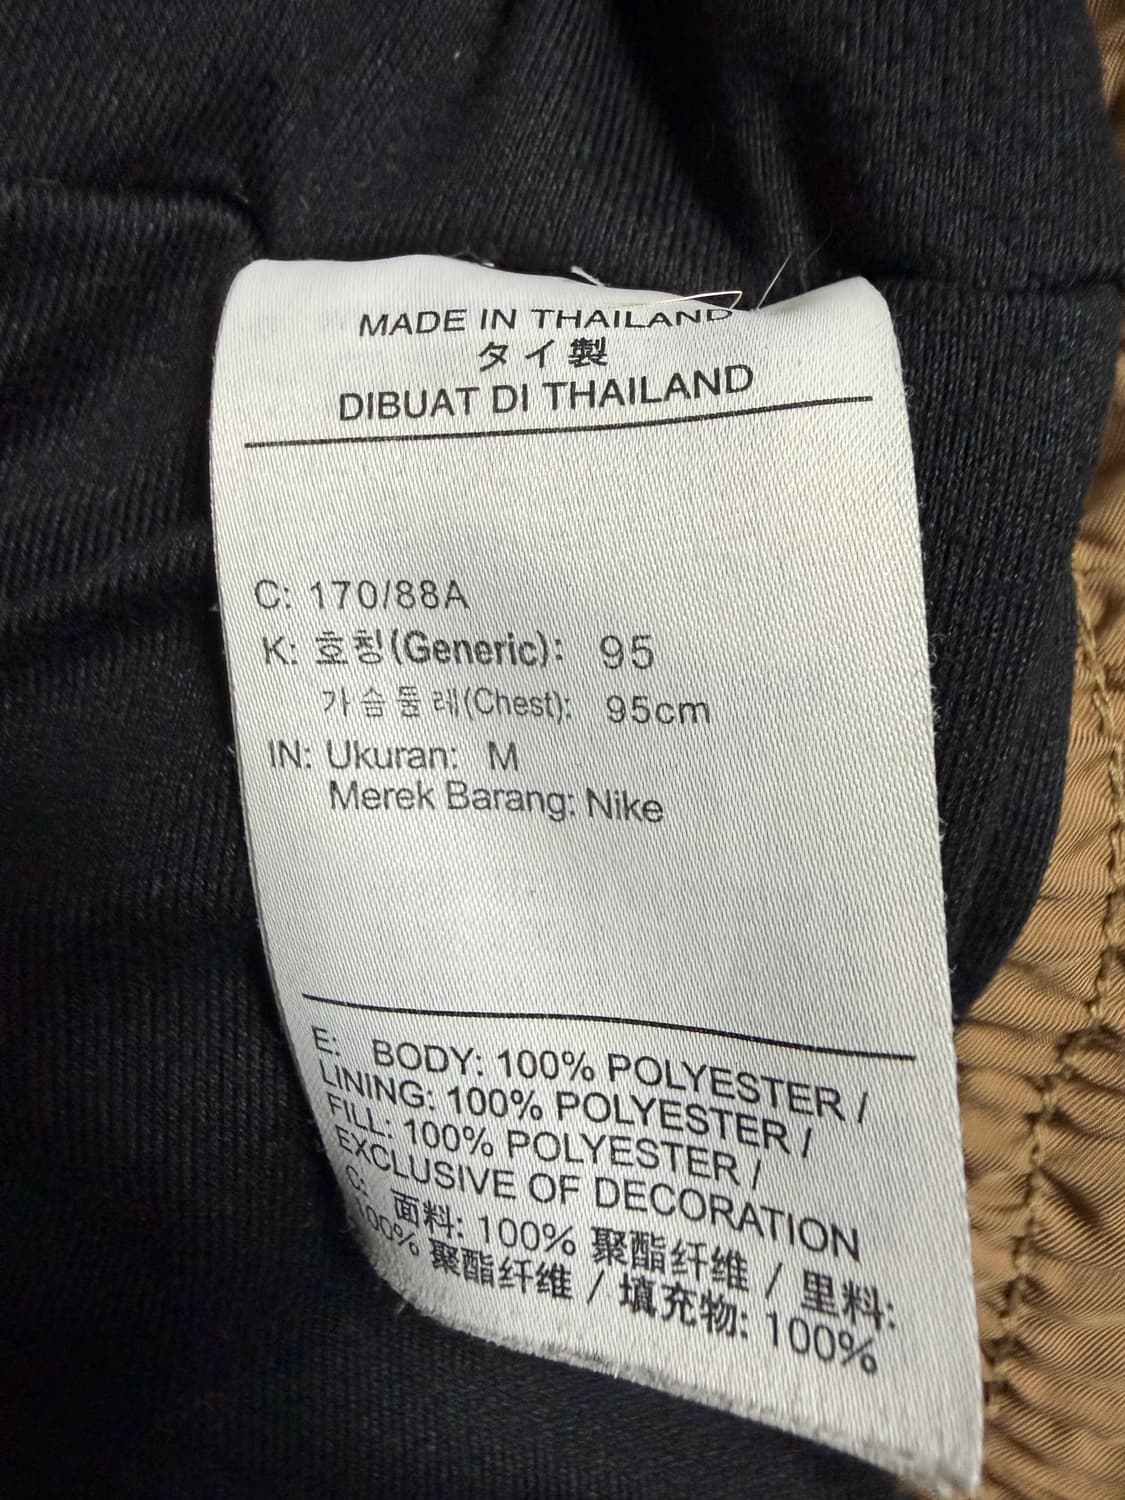 MADE IN THAILAND
タイ製
DIBUAT DI THAILAND
C: 170/88A
K: 호칭(Generic): 95
가슴둘레(Chest): 95cm
IN: Ukuran: M
Merek Barang: Nike
E: BODY: 100% POLYESTER /
LINING: 100% POLYESTER /
FILL: 100% POLYESTER /
EXCLUSIVE OF DECORATION
C: 面料: 100% 聚酯纤维 / 里料:
100% 聚酯纤维 / 填充物: 100%